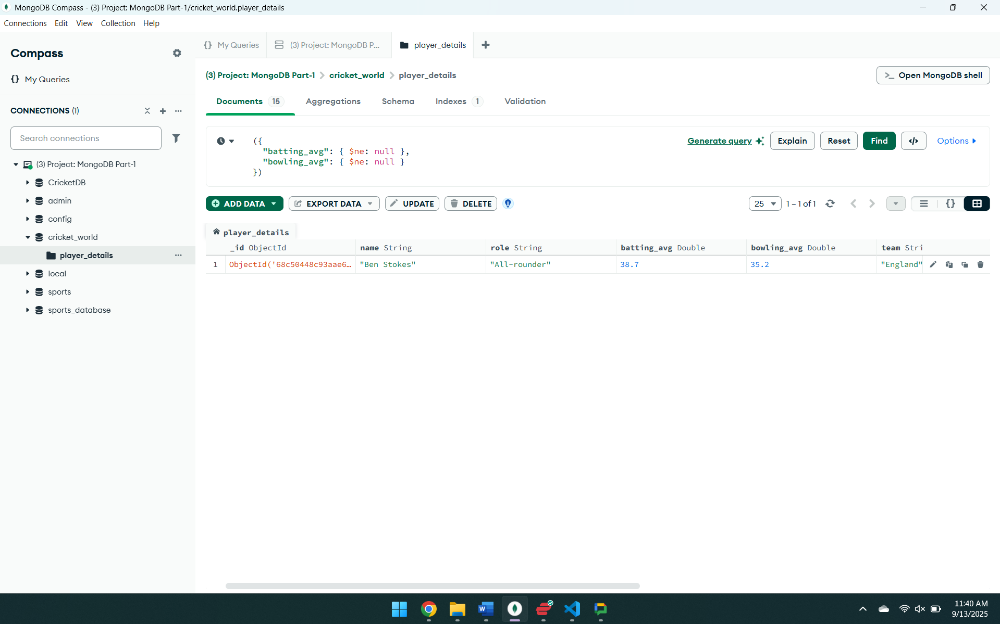 MongoDB Compass - (3) Project: MongoDB Part-1/cricket_world.player_details
Connections Edit View Collection Help
Compass
My Queries
CONNECTIONS (1)
Search connections
(3) Project: MongoDB Part-1
CricketDB
admin
config
cricket_world
player_details
local
sports
sports_database
My Queries
(3) Project: MongoDB P...
player_details
(3) Project: MongoDB Part-1 > cricket_world > player_details
>_ Open MongoDB shell
Documents 15 Aggregations Schema Indexes 1 Validation
({
"batting_avg": { $ne: null },
"bowling_avg": { $ne: null }
})
Generate query Explain Reset Find </> Options
ADD DATA EXPORT DATA UPDATE DELETE
25 1 – 1 of 1
player_details
_id ObjectId name String role String batting_avg Double bowling_avg Double team Stri
1 ObjectId('68c50448c93aae6… "Ben Stokes" "All-rounder" 38.7 35.2 "England"
11:40 AM
9/13/2025